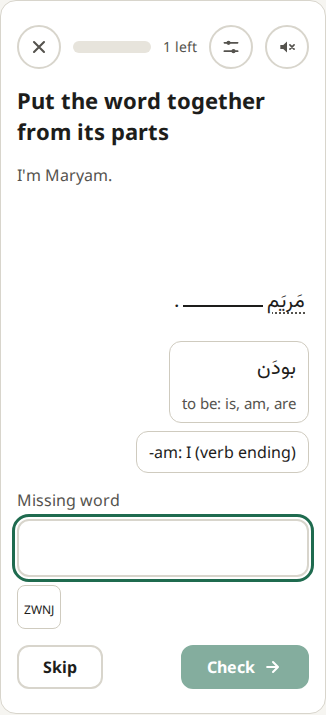 1 left
Put the word together
from its parts
I'm Maryam.
مَریَم ـــــــ .
بودَن
to be: is, am, are
-am: I (verb ending)
Missing word
ZWNJ
Skip
Check →